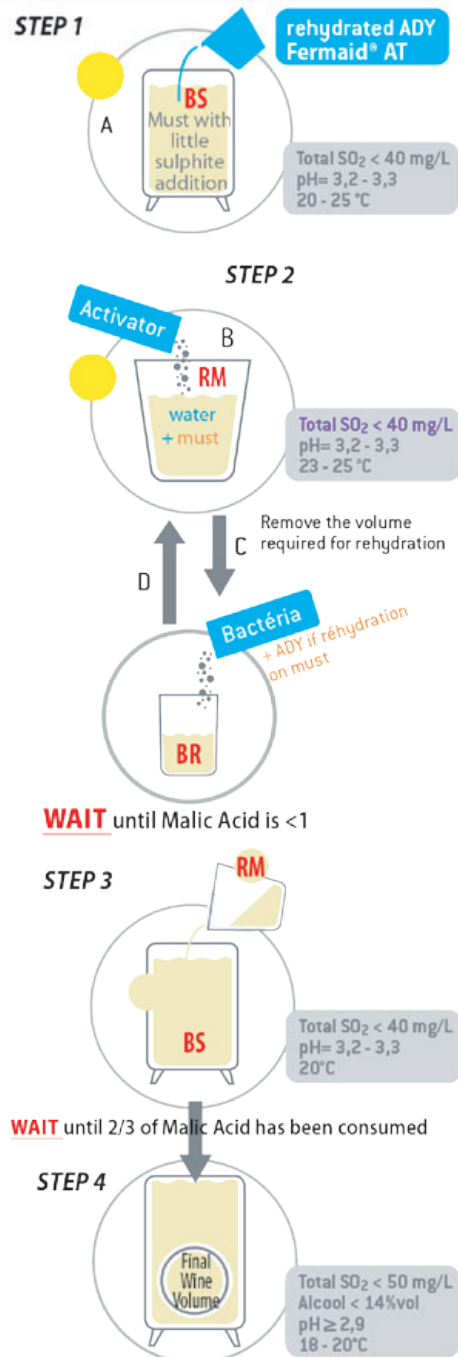 STEP 1
rehydrated ADY
Fermaid® AT
A
BS
Must with
little
sulphite
addition
Total SO₂ < 40 mg/L
pH= 3,2 - 3,3
20 - 25 °C
STEP 2
Activator
B
RM
water
+ must
Total SO₂ < 40 mg/L
pH= 3,2 - 3,3
23 - 25 °C
C
Remove the volume
required for rehydration
D
Bactéria
+ ADY if réhydration
on must
BR
WAIT until Malic Acid is <1
STEP 3
RM
BS
Total SO₂ < 40 mg/L
pH= 3,2 - 3,3
20°C
WAIT until 2/3 of Malic Acid has been consumed
STEP 4
Final
Wine
Volume
Total SO₂ < 50 mg/L
Alcool < 14%vol
pH ≥ 2,9
18 - 20°C